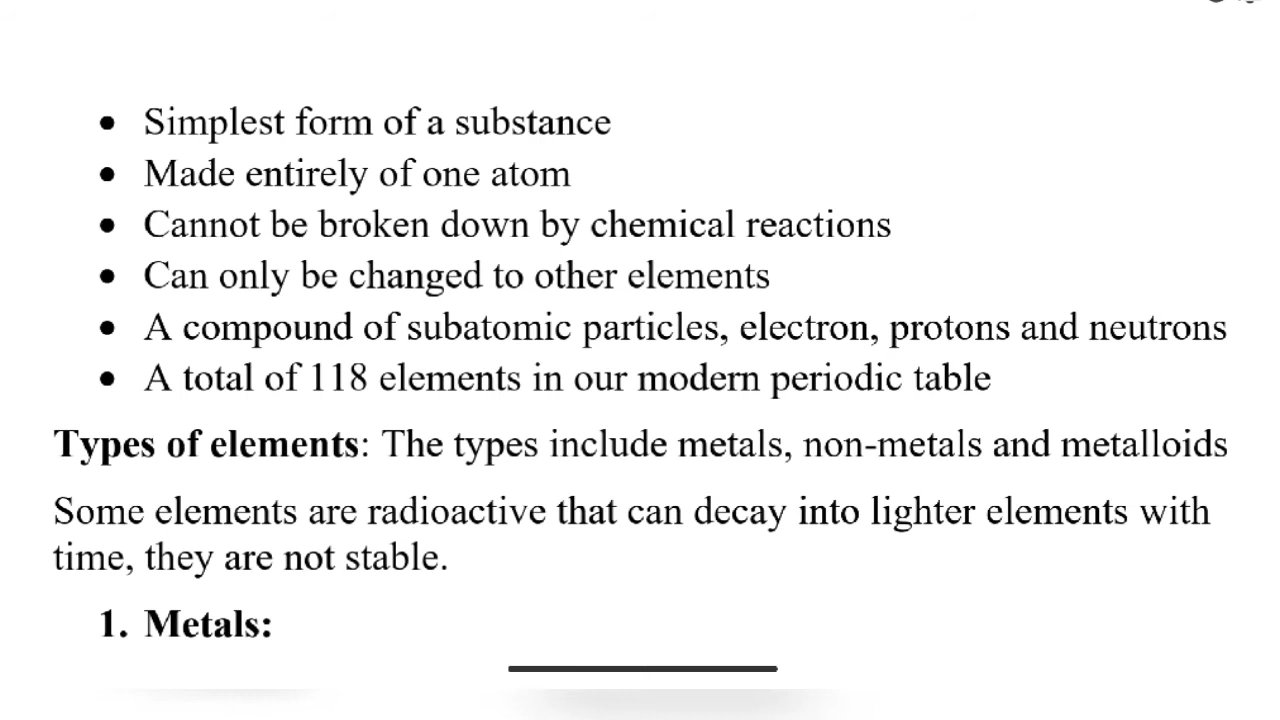 • Simplest form of a substance
• Made entirely of one atom
• Cannot be broken down by chemical reactions
• Can only be changed to other elements
• A compound of subatomic particles, electron, protons and neutrons
• A total of 118 elements in our modern periodic table
Types of elements: The types include metals, non-metals and metalloids
Some elements are radioactive that can decay into lighter elements with
time, they are not stable.
1. Metals: